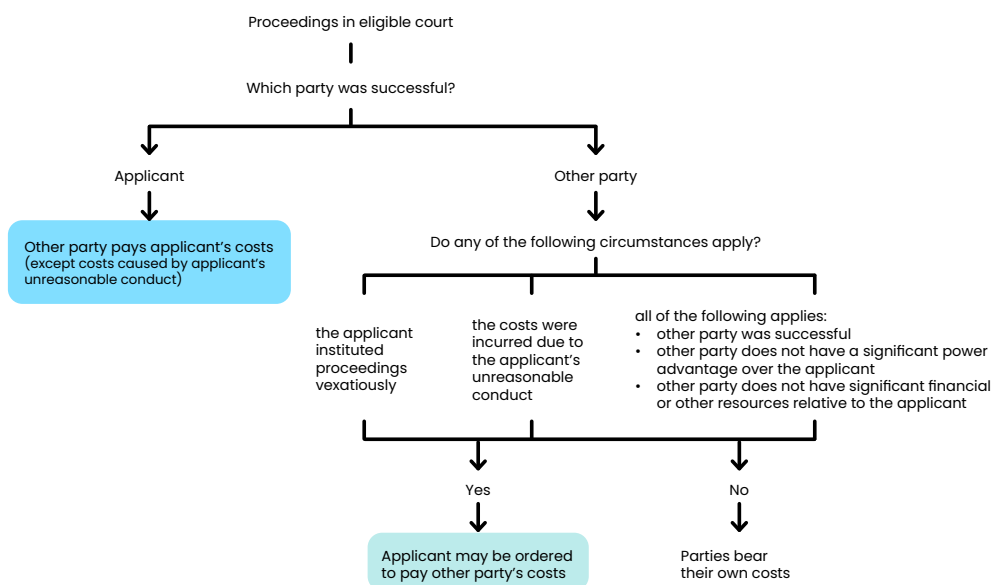 Proceedings in eligible court
Which party was successful?
Applicant
Other party
Other party pays applicant's costs
(except costs caused by applicant's
unreasonable conduct)
Do any of the following circumstances apply?
the applicant
instituted
proceedings
vexatiously
the costs were
incurred due to
the applicant's
unreasonable
conduct
all of the following applies:
• other party was successful
• other party does not have a significant power
advantage over the applicant
• other party does not have significant financial
or other resources relative to the applicant
Yes
No
Applicant may be ordered
to pay other party's costs
Parties bear
their own costs